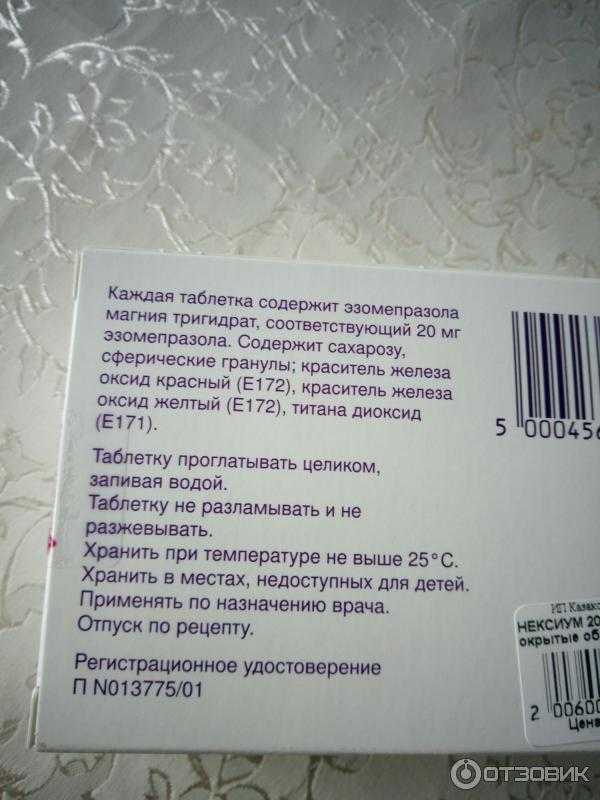 Каждая таблетка содержит эзомепразола
магния тригидрат, соответствующий 20 мг
эзомепразола. Содержит сахарозу,
сферические гранулы; краситель железа
оксид красный (Е172), краситель железа
оксид желтый (Е172), титана диоксид
(Е171).
Таблетку проглатывать целиком,
запивая водой.
Таблетку не разламывать и не
разжевывать.
Хранить при температуре не выше 25°С.
Хранить в местах, недоступных для детей.
Применять по назначению врача.
Отпуск по рецепту.
Регистрационное удостоверение
П N013775/01
5 000456
ИП Казако
НЕКСИУМ 20
окрытые об
2 00600
Цена
ОТЗОВИК